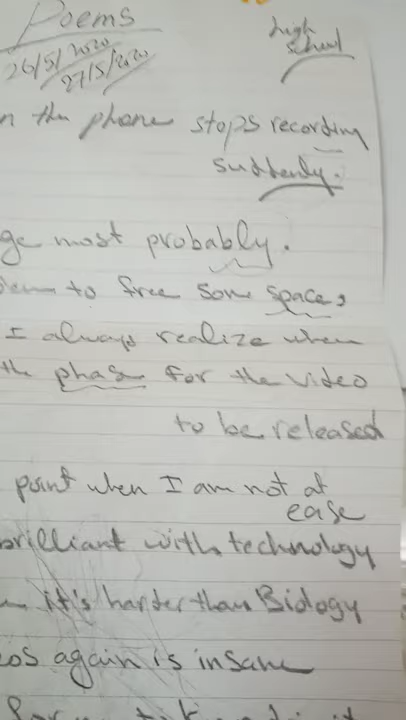 Poems
high
school
26/5/2020
27/5/2020
the phone stops recording
suddenly.
most probably.
to free some space,
I always realize when
the phase for the video
to be released
point when I am not at
ease
brilliant with technology
it's harder than Biology
again is insane